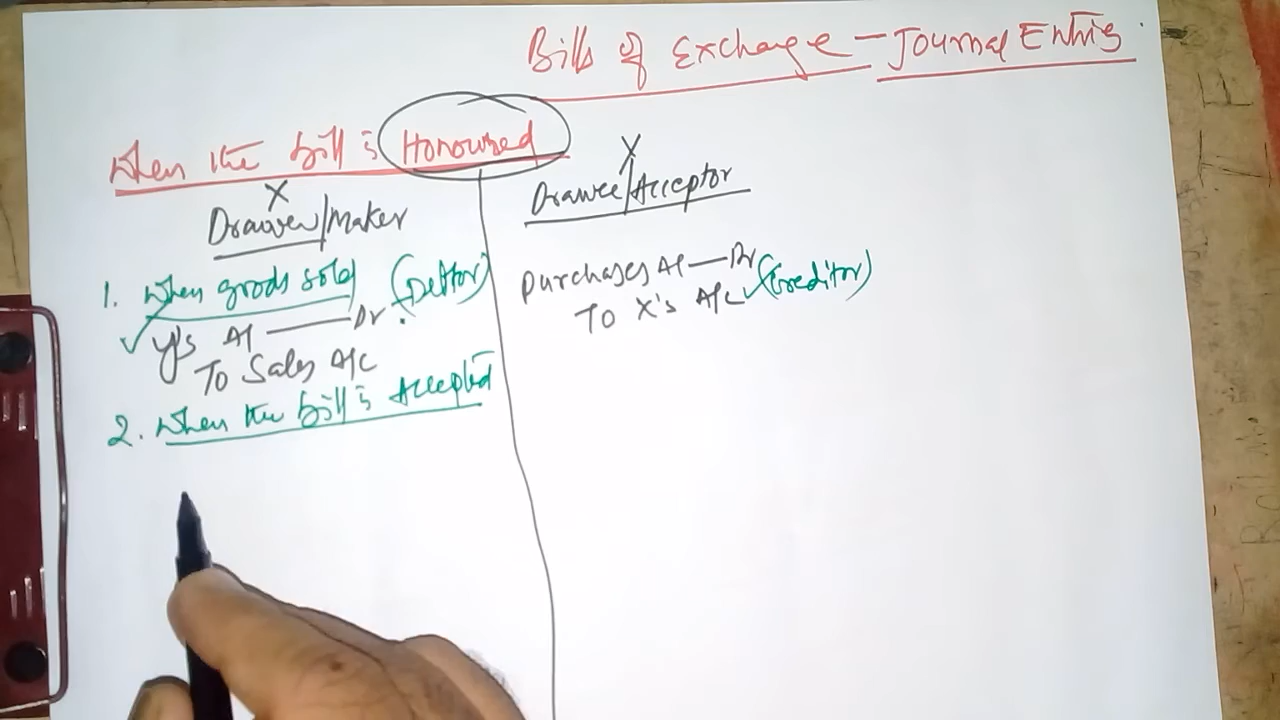 Bills of Exchange - Journal Entries
When the bill is Honoured
X
Drawer/Maker
1. When goods sold (Debtor)
Y's A/c —— Dr
To Sales A/c
2. When the bill is Accepted
X
Drawee/Acceptor
Purchases A/c — Dr
To X's A/c (Creditor)